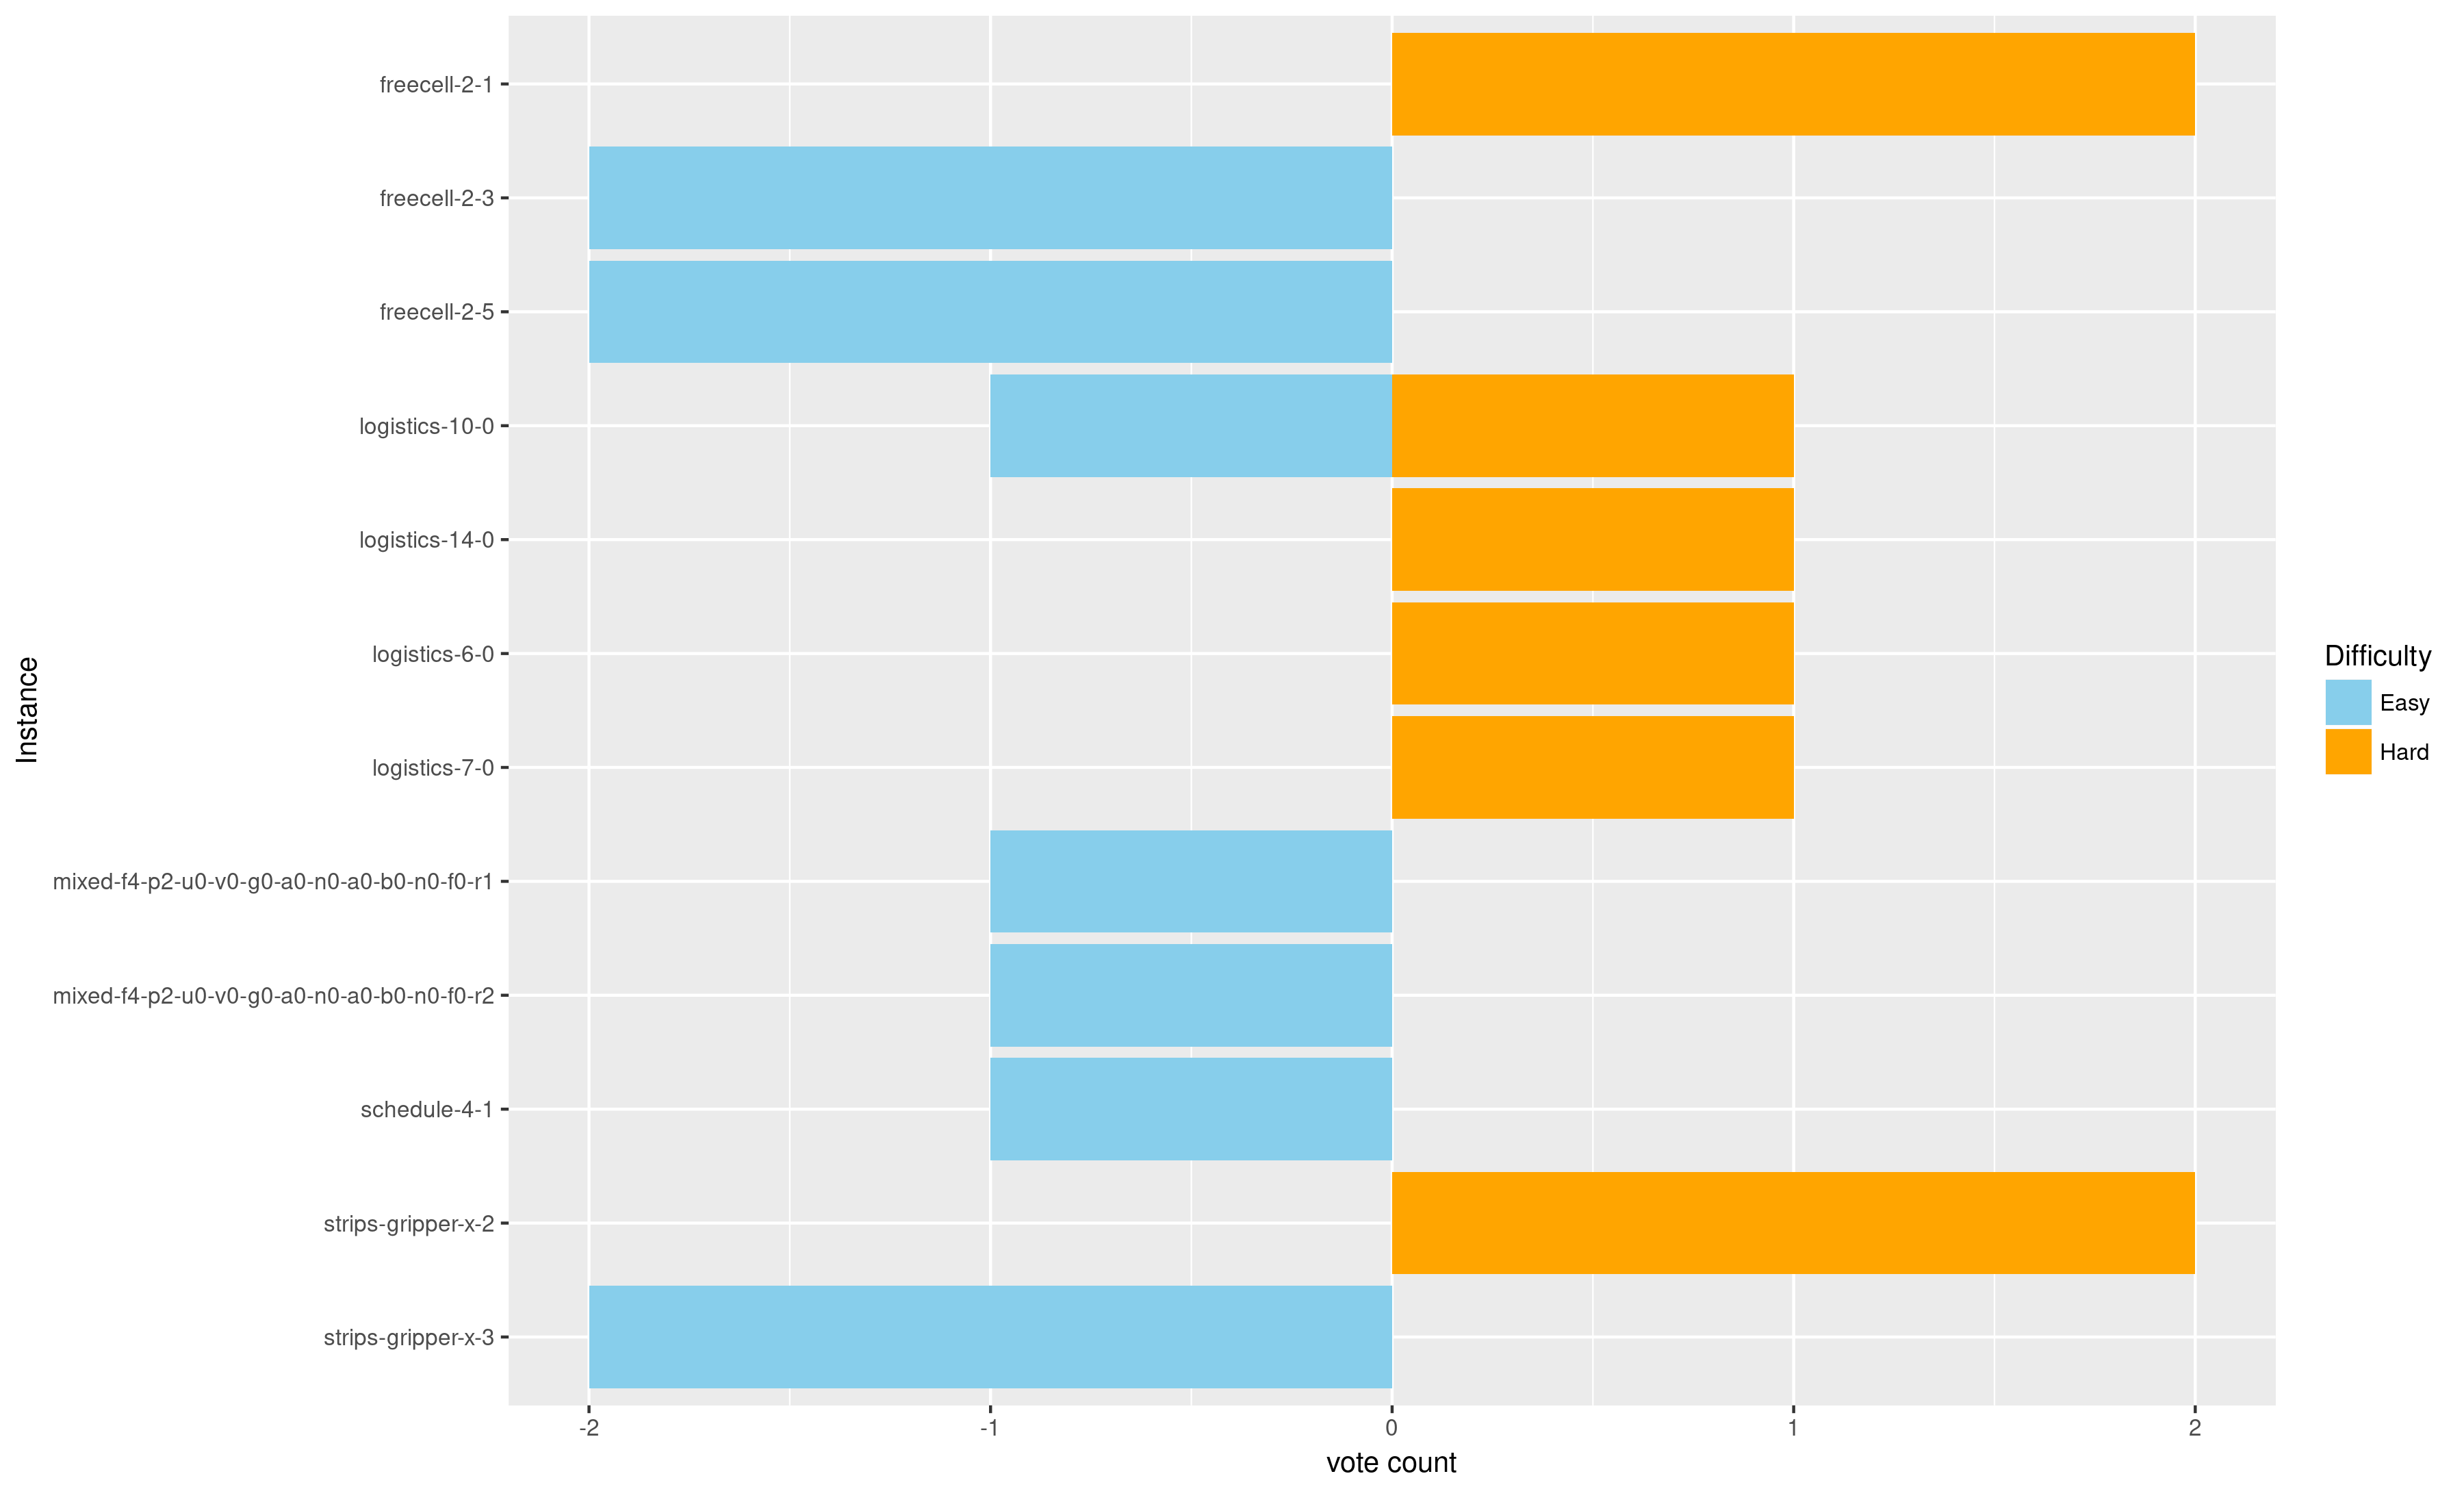 freecell-2-1
freecell-2-3
freecell-2-5
logistics-10-0
logistics-14-0
logistics-6-0
logistics-7-0
mixed-f4-p2-u0-v0-g0-a0-n0-a0-b0-n0-f0-r1
mixed-f4-p2-u0-v0-g0-a0-n0-a0-b0-n0-f0-r2
schedule-4-1
strips-gripper-x-2
strips-gripper-x-3
Instance
-2 -1 0 1 2
vote count
Difficulty
Easy
Hard